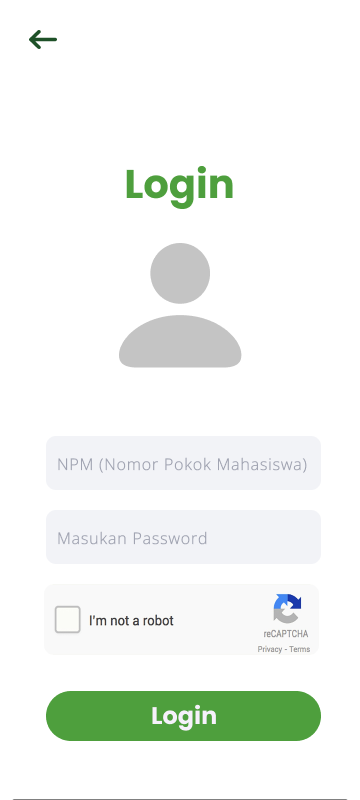 Login
NPM (Nomor Pokok Mahasiswa)
Masukan Password
I'm not a robot
reCAPTCHA
Privacy - Terms
Login